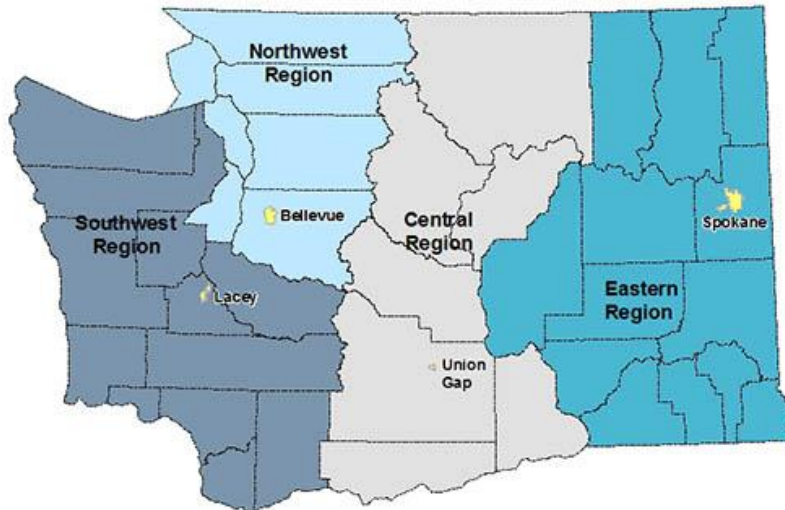 Northwest
Region
Southwest
Region
Bellevue
Central
Region
Spokane
Lacey
Eastern
Region
Union
Gap